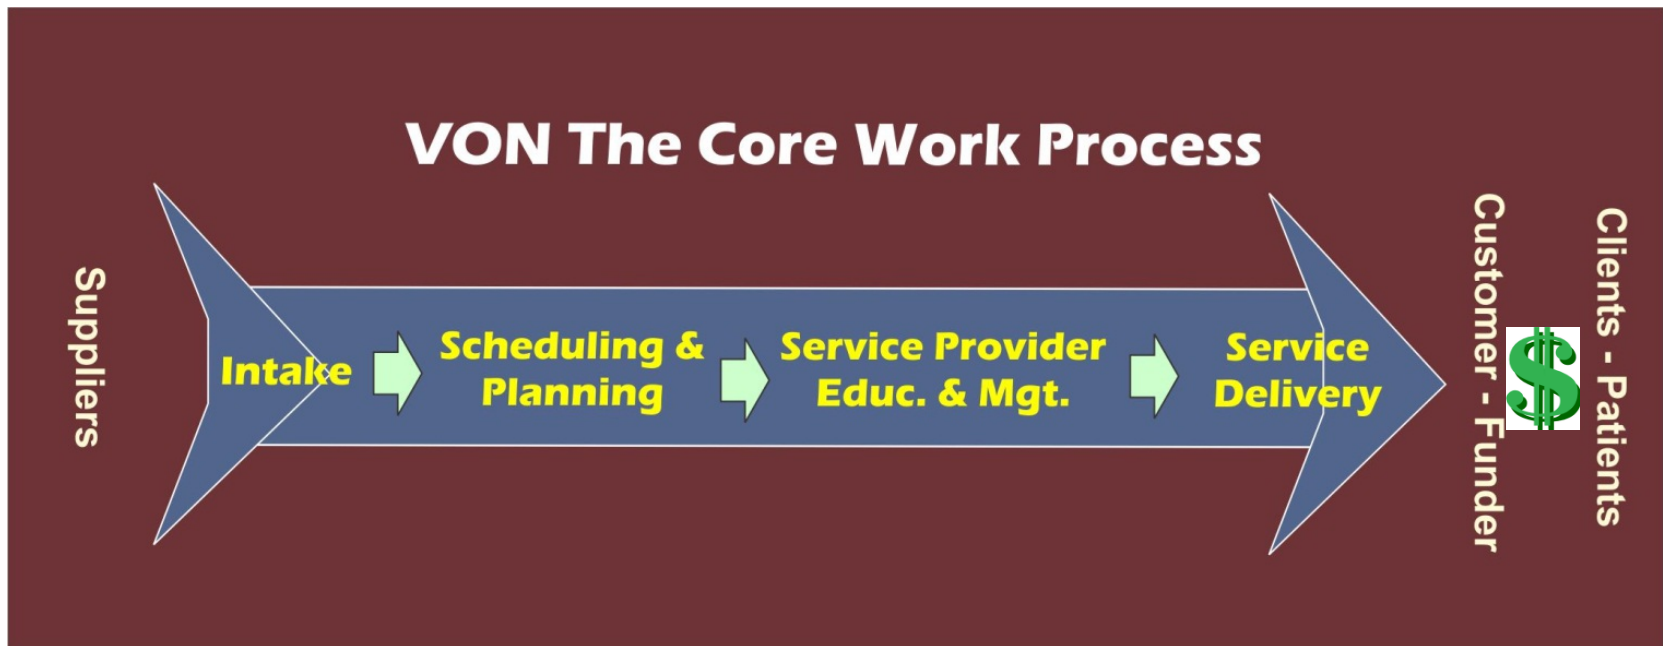 VON The Core Work Process
Suppliers
Intake
Scheduling &
Planning
Service Provider
Educ. & Mgt.
Service
Delivery
Customer - Funder
$
Clients - Patients